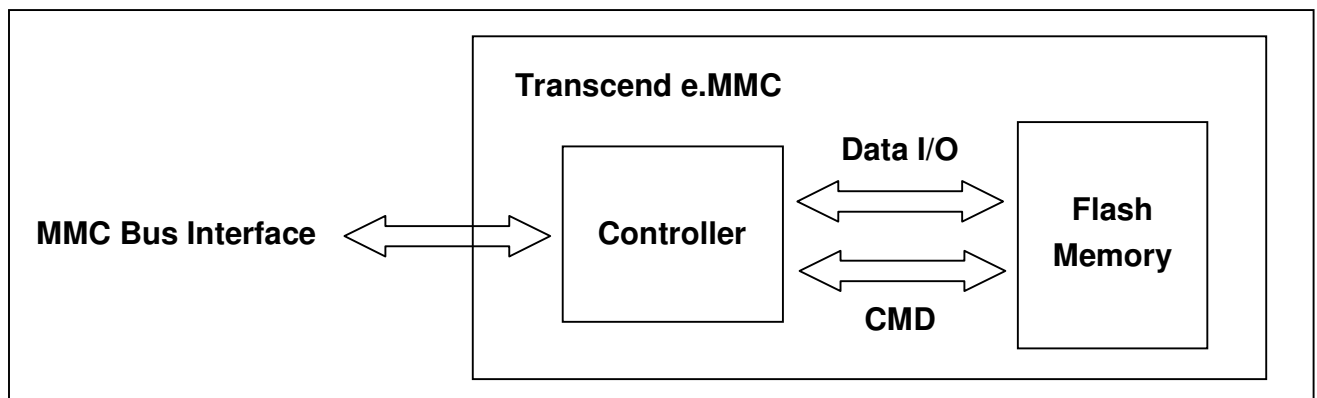 Transcend e.MMC
MMC Bus Interface
Controller
Data I/O
CMD
Flash
Memory